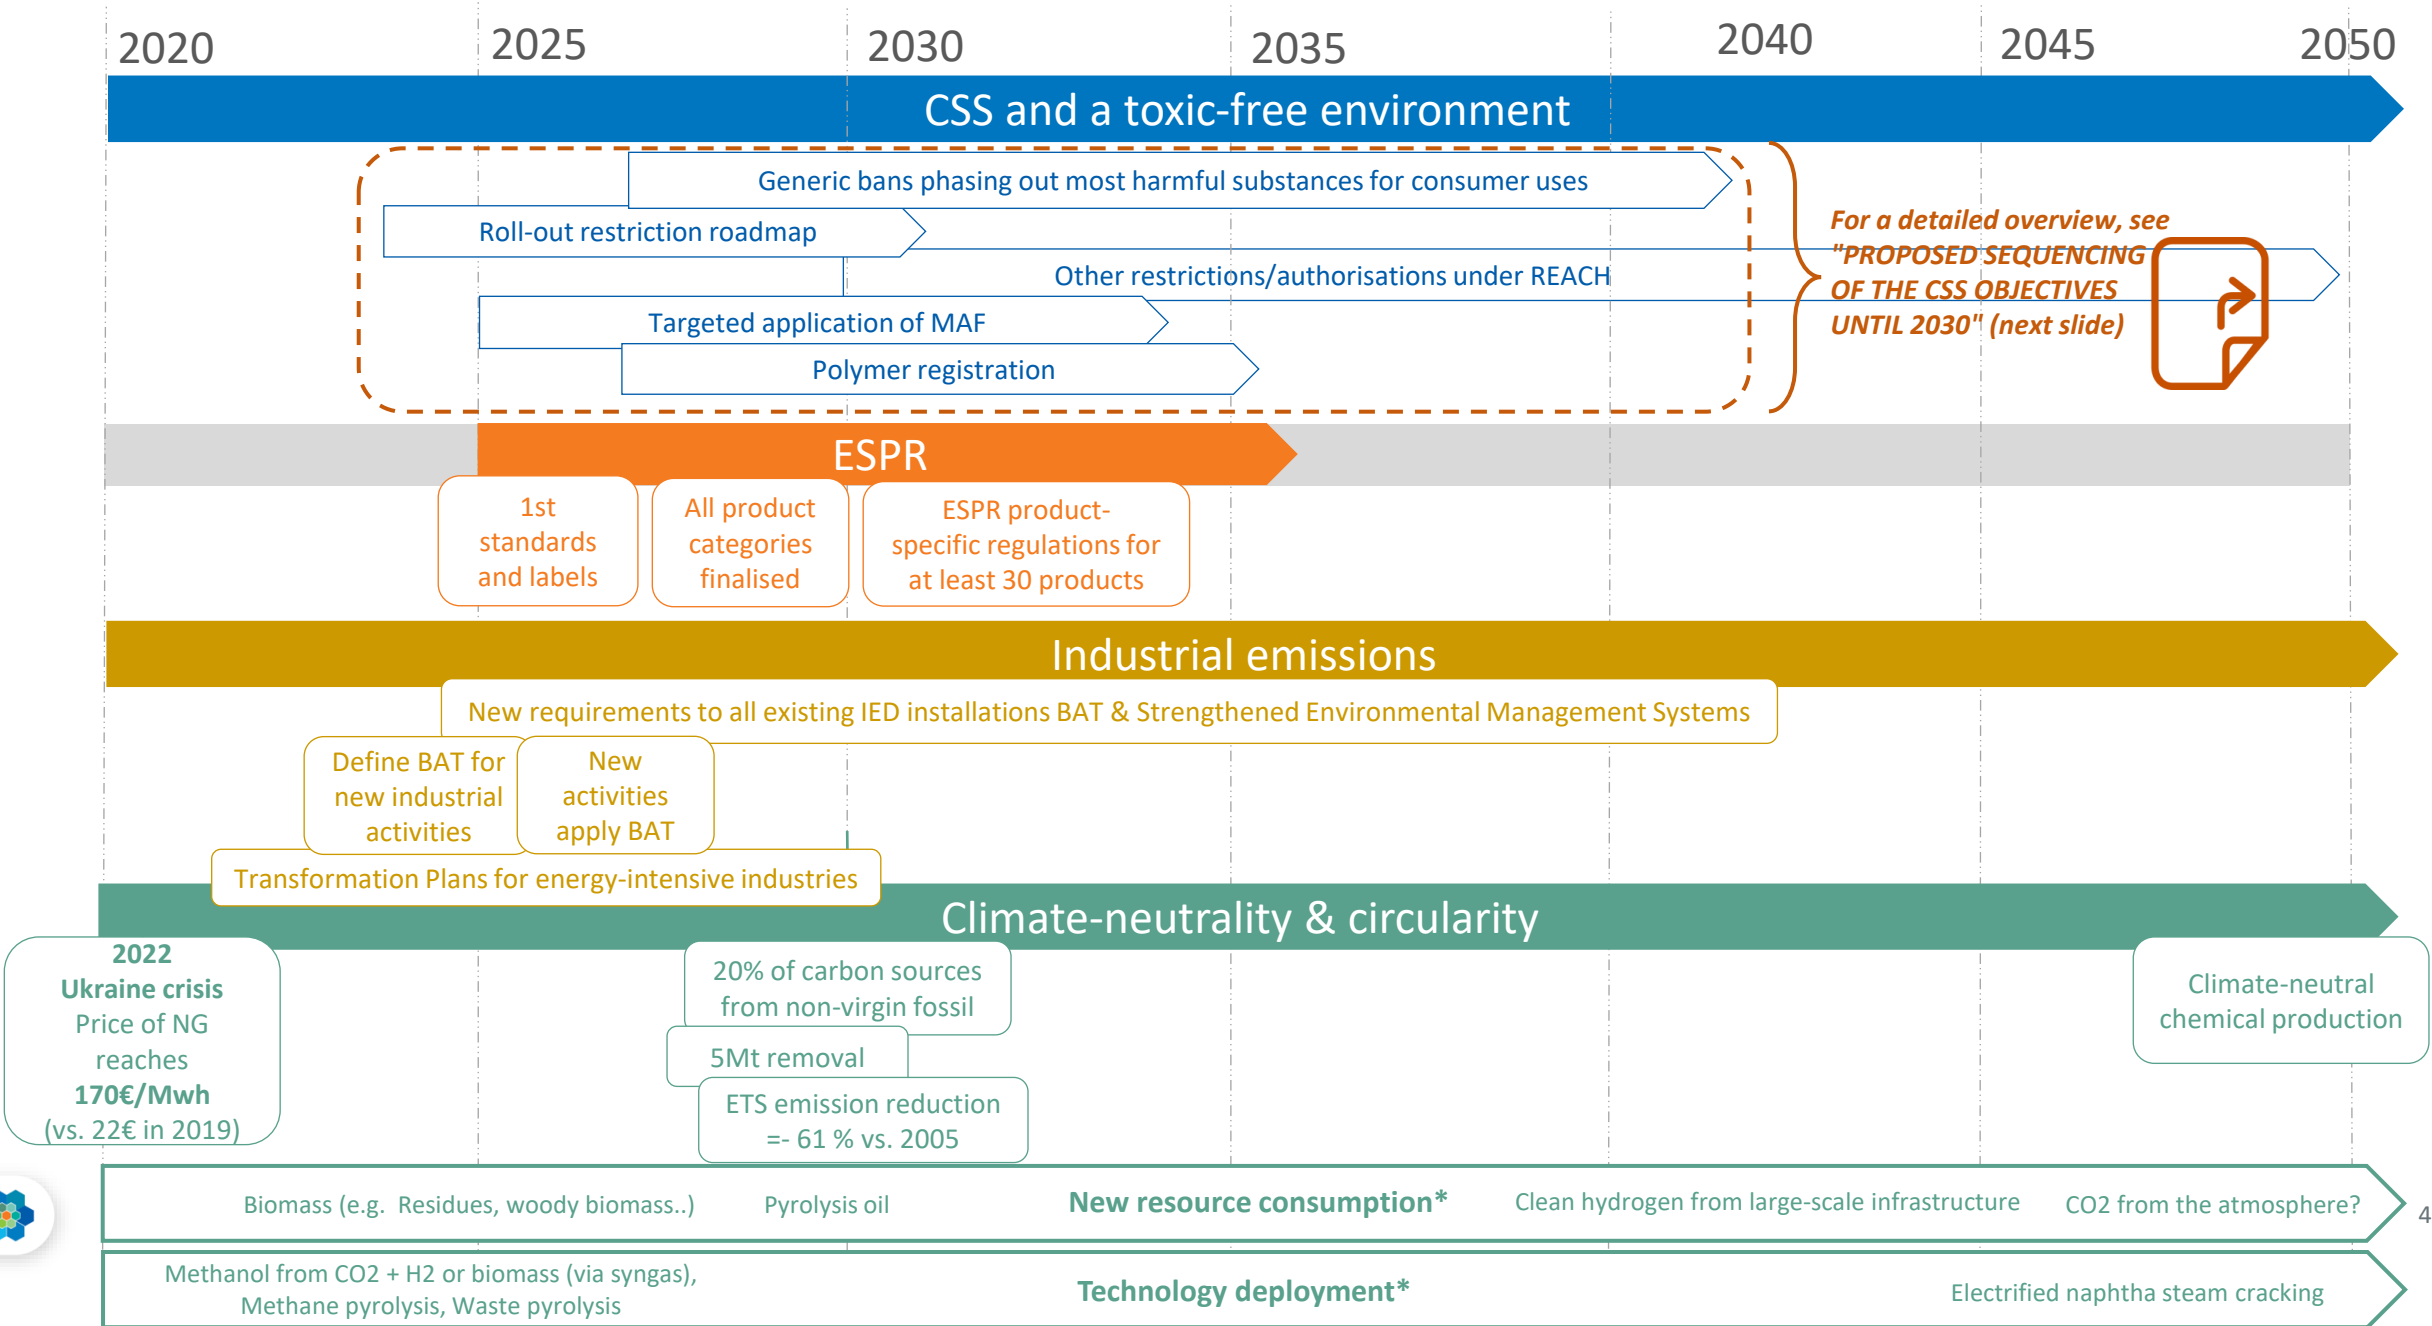 2020
2025
2030
2035
2040
2045
2050
CSS and a toxic-free environment
Generic bans phasing out most harmful substances for consumer uses
Roll-out restriction roadmap
Other restrictions/authorisations under REACH
Targeted application of MAF
Polymer registration
For a detailed overview, see
"PROPOSED SEQUENCING
OF THE CSS OBJECTIVES
UNTIL 2030" (next slide)
ESPR
1st
standards
and labels
All product
categories
finalised
ESPR product-
specific regulations for
at least 30 products
Industrial emissions
New requirements to all existing IED installations BAT & Strengthened Environmental Management Systems
Define BAT for
new industrial
activities
New
activities
apply BAT
Transformation Plans for energy-intensive industries
Climate-neutrality & circularity
2022
Ukraine crisis
Price of NG
reaches
170€/Mwh
(vs. 22€ in 2019)
20% of carbon sources
from non-virgin fossil
5Mt removal
ETS emission reduction
=- 61 % vs. 2005
Climate-neutral
chemical production
Biomass (e.g. Residues, woody biomass..)
Pyrolysis oil
New resource consumption*
Clean hydrogen from large-scale infrastructure
CO2 from the atmosphere?
4
Methanol from CO2 + H2 or biomass (via syngas),
Methane pyrolysis, Waste pyrolysis
Technology deployment*
Electrified naphtha steam cracking